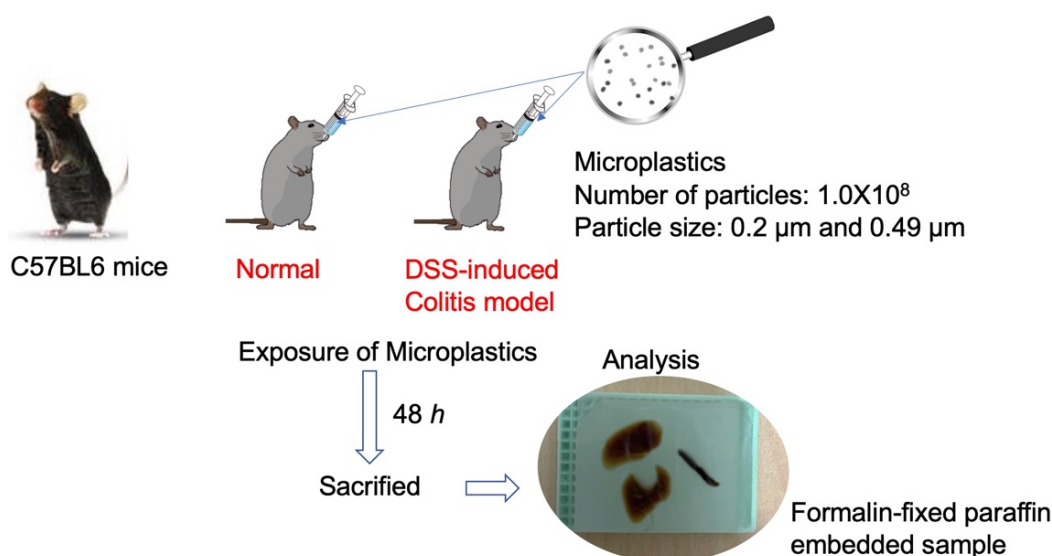 Microplastics
Number of particles: 1.0X10⁸
Particle size: 0.2 µm and 0.49 µm
C57BL6 mice
Normal
DSS-induced
Colitis model
Exposure of Microplastics
48 h
Sacrified
Analysis
Formalin-fixed paraffin
embedded sample